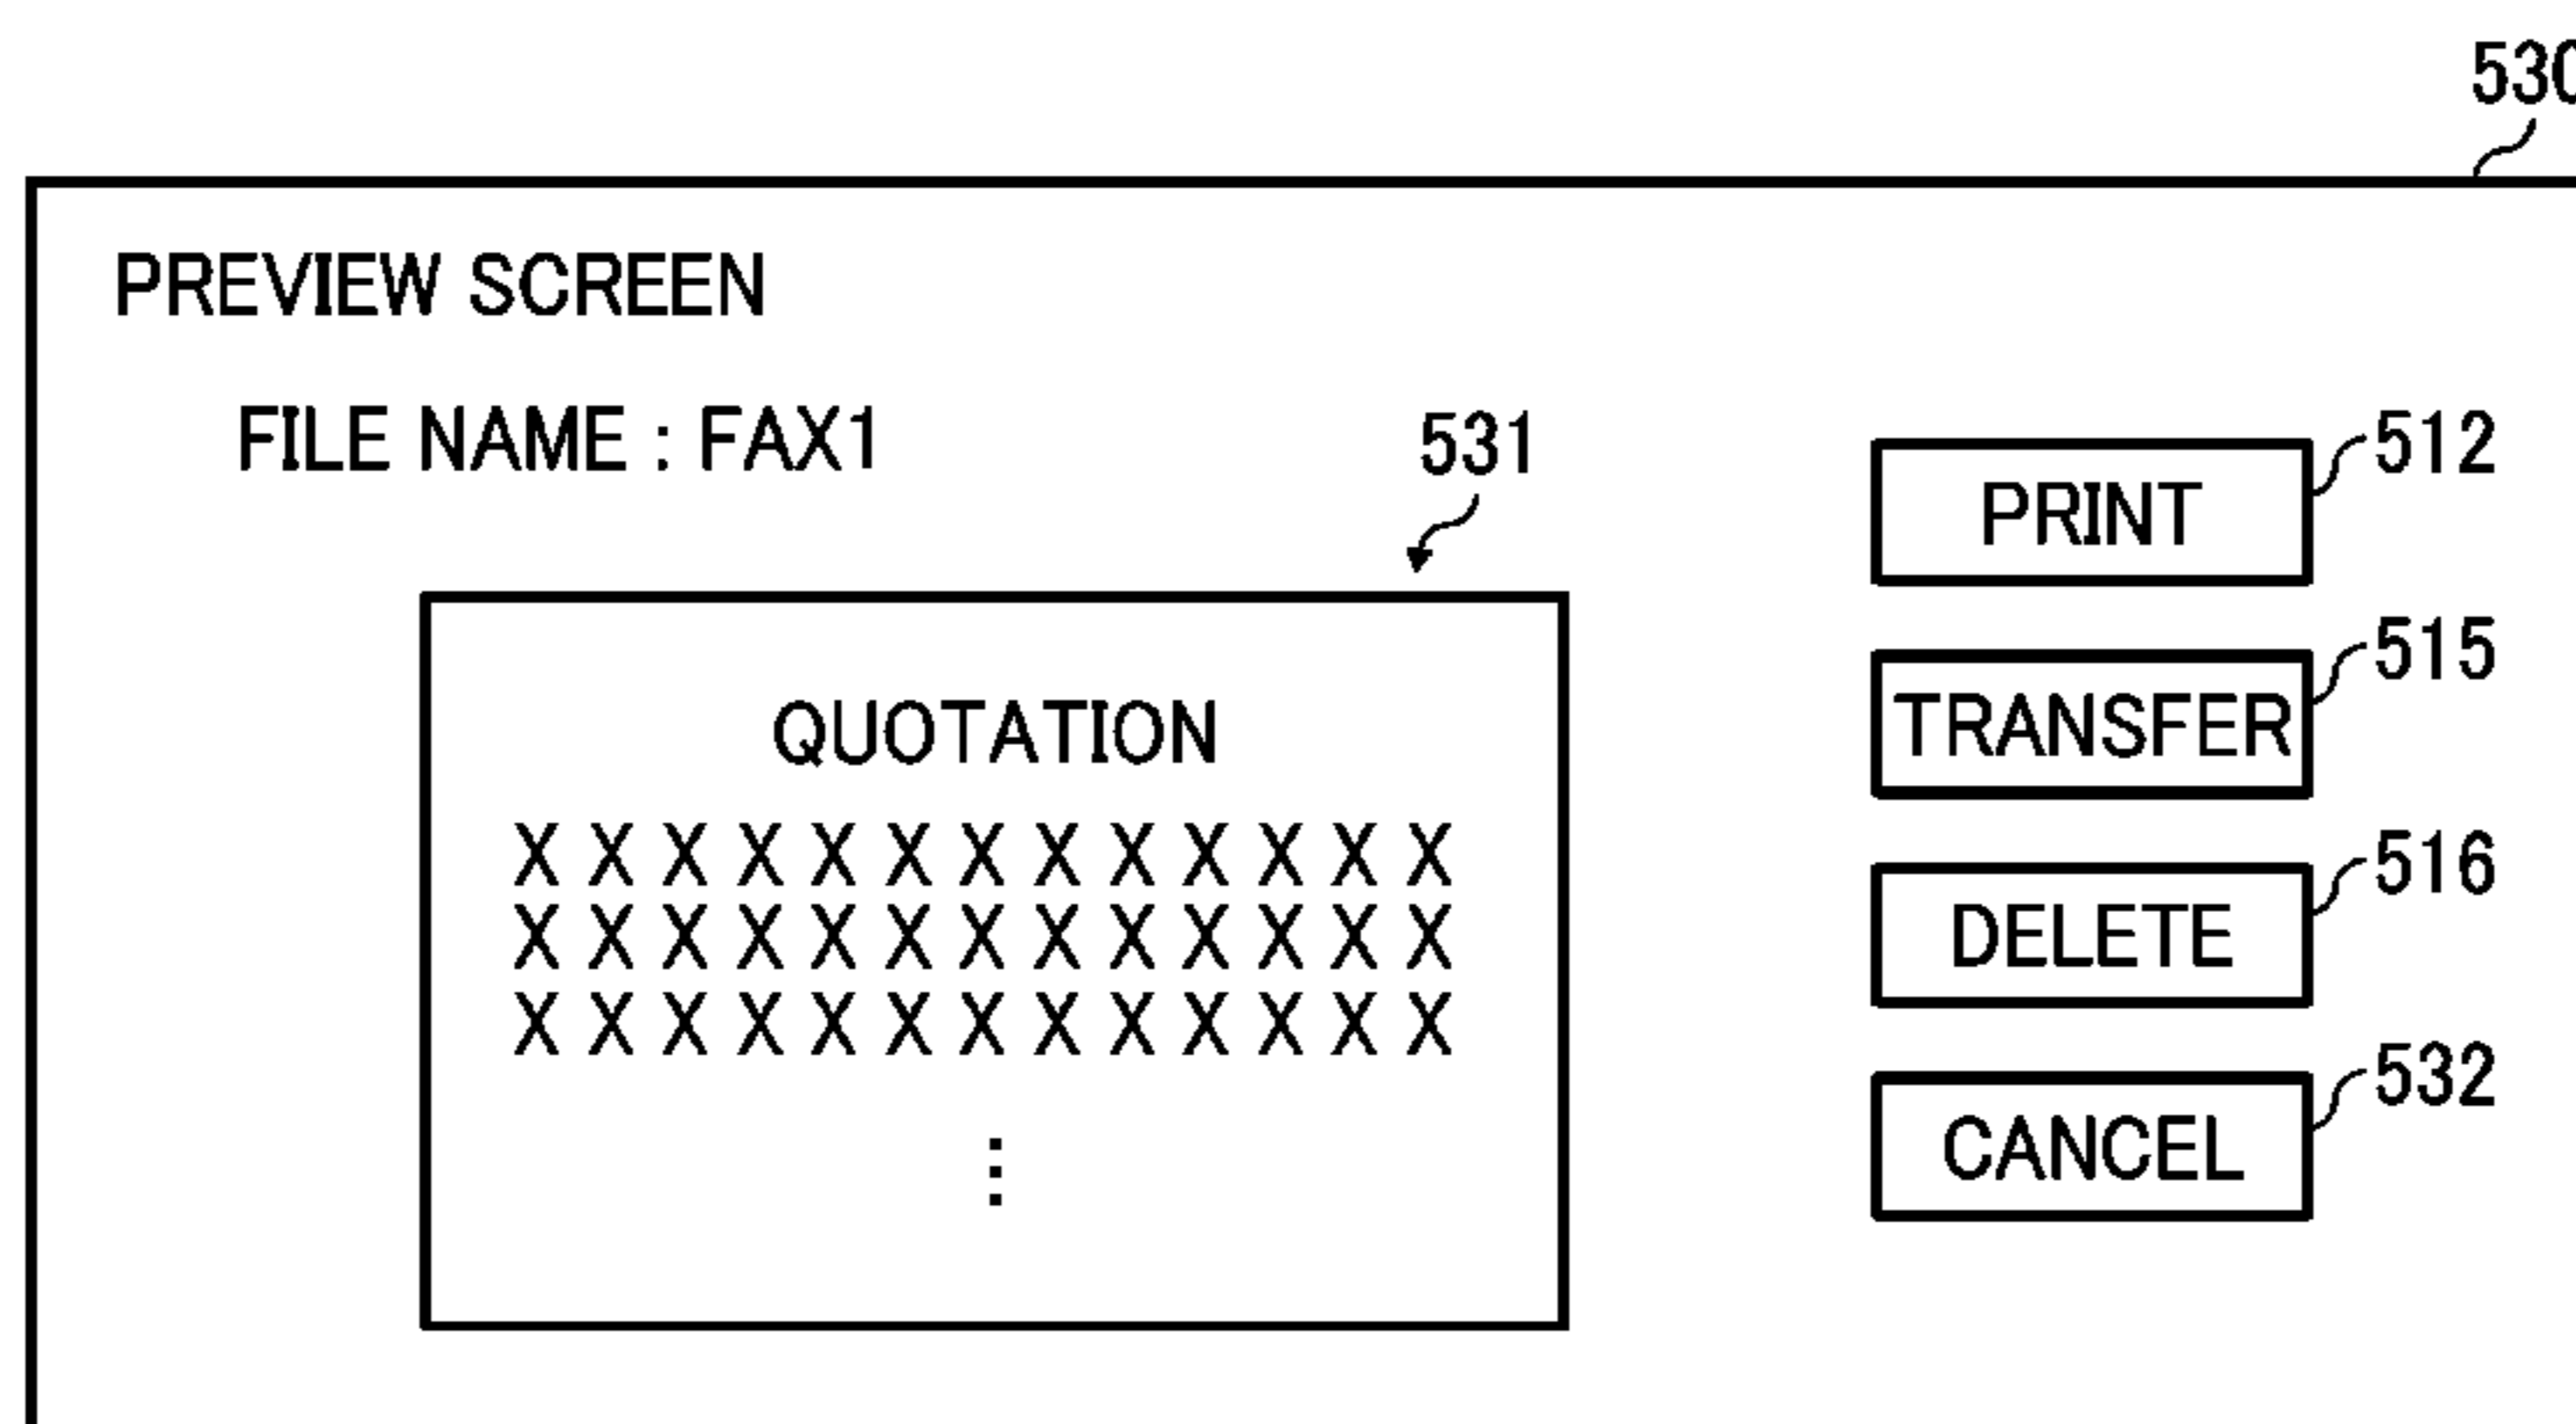 530
PREVIEW SCREEN
FILE NAME : FAX1
531
512
PRINT
515
TRANSFER
QUOTATION
X X X X X X X X X X X X X
X X X X X X X X X X X X X
X X X X X X X X X X X X X
516
DELETE
532
CANCEL